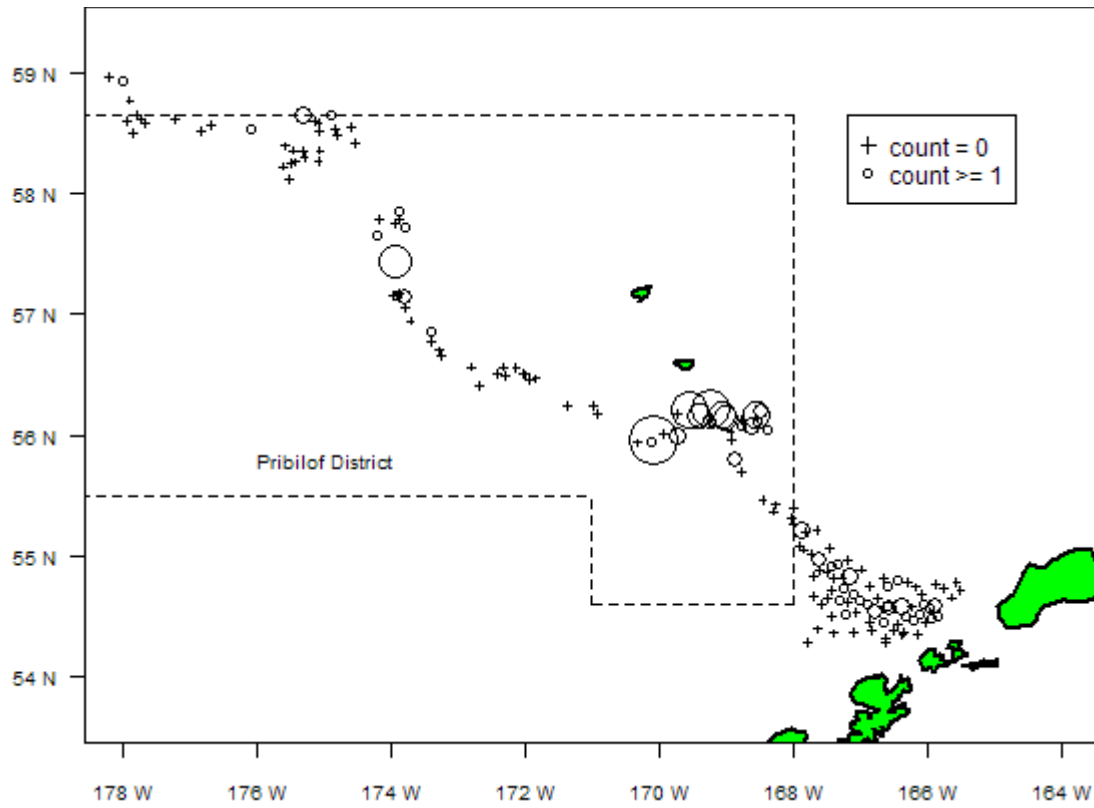 59 N
58 N
57 N
56 N
55 N
54 N
+ count = 0
o count >= 1
Pribilof District
178 W 176 W 174 W 172 W 170 W 168 W 166 W 164 W